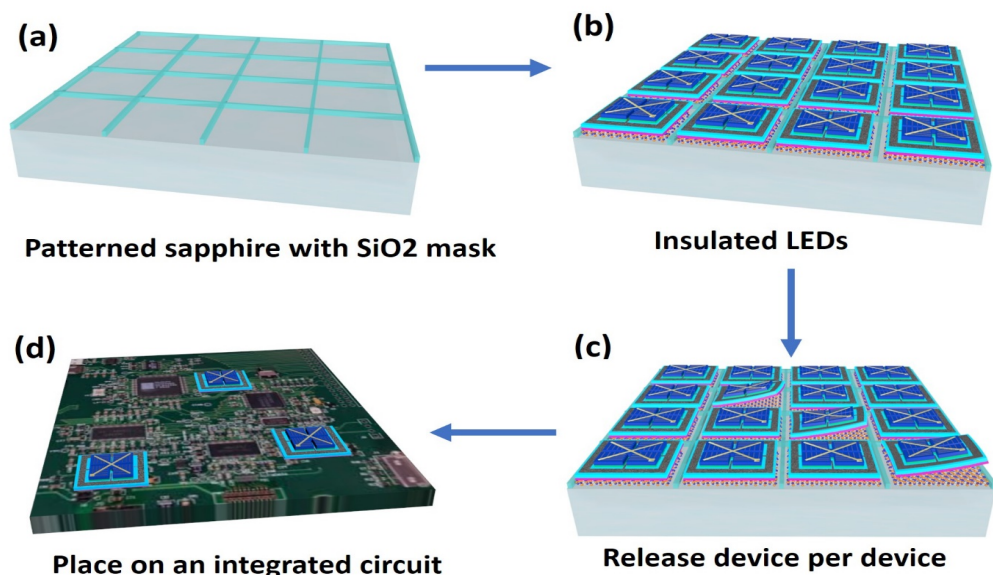 (a)
(b)
Patterned sapphire with SiO2 mask
Insulated LEDs
(d)
(c)
Place on an integrated circuit
Release device per device